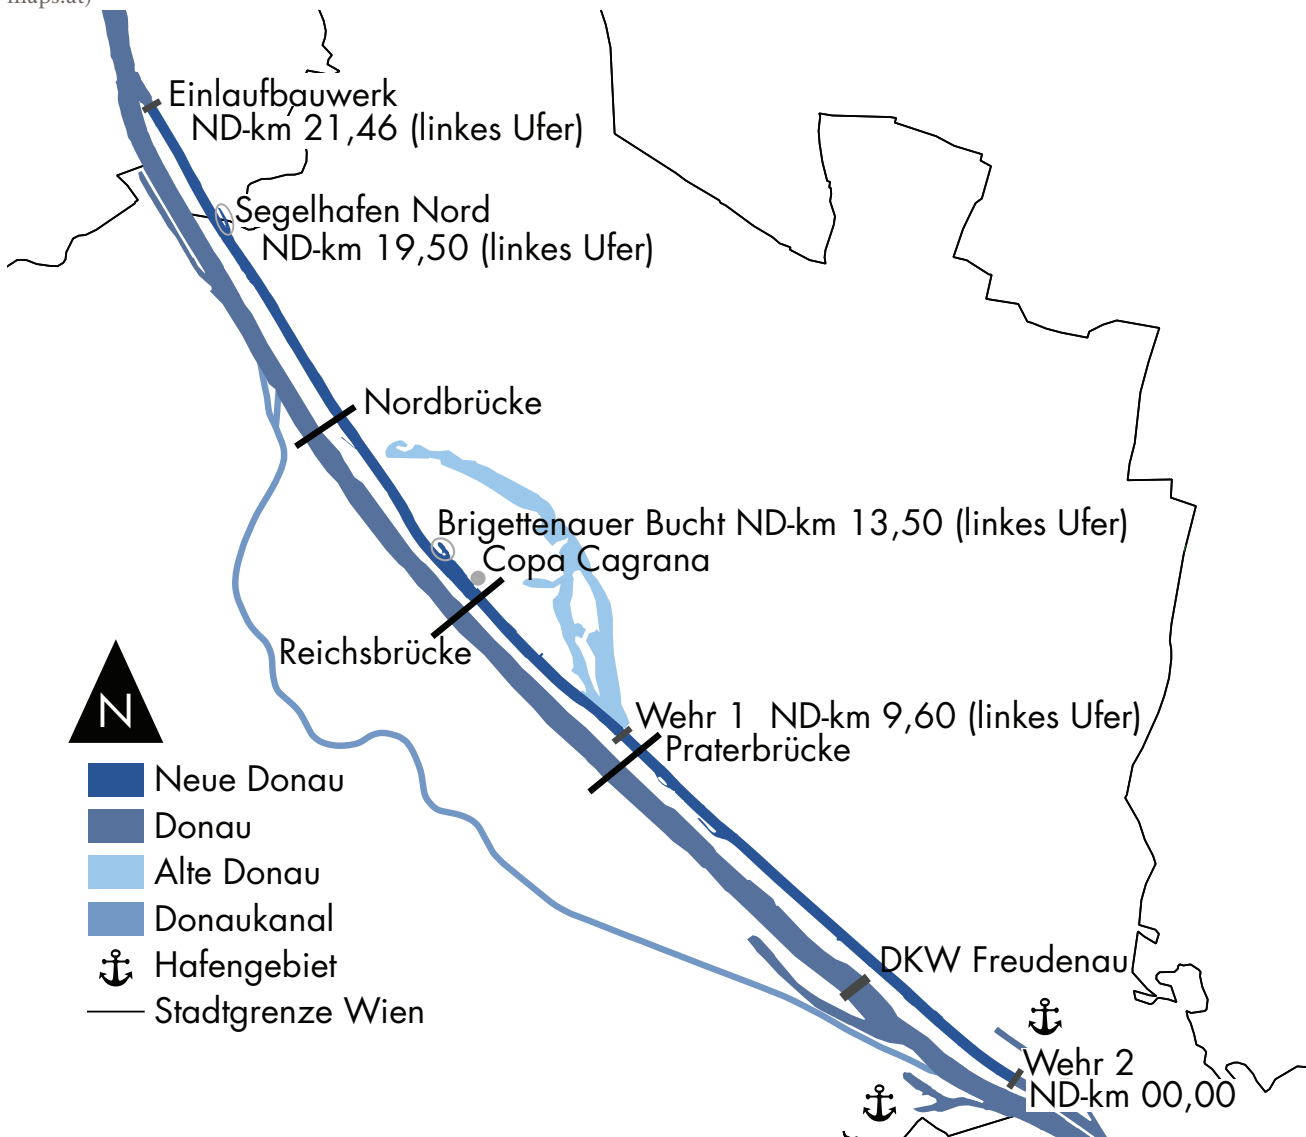 maps.at)
Einlaufbauwerk
ND-km 21,46 (linkes Ufer)
Segelhafen Nord
ND-km 19,50 (linkes Ufer)
Nordbrücke
Brigettenauer Bucht ND-km 13,50 (linkes Ufer)
Copa Cagrana
Reichsbrücke
Wehr 1 ND-km 9,60 (linkes Ufer)
Praterbrücke
N
Neue Donau
Donau
Alte Donau
Donaukanal
Hafengebiet
Stadtgrenze Wien
DKW Freudenau
Wehr 2
ND-km 00,00